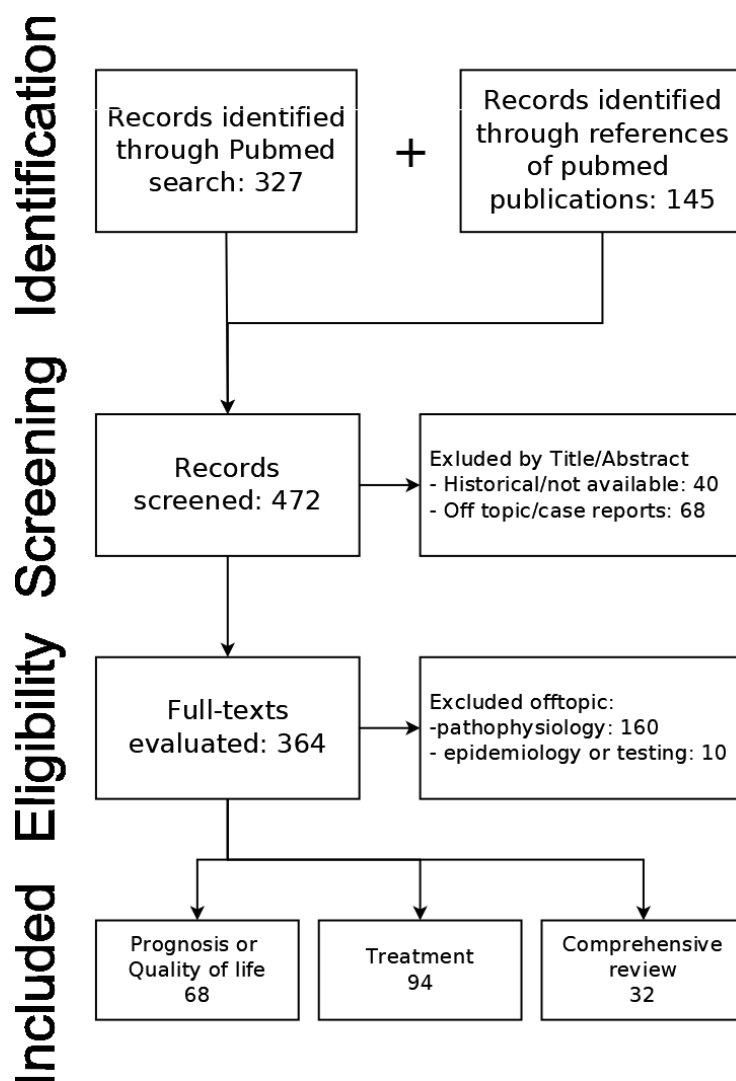 Identification
Records identified
through Pubmed
search: 327
+
Records identified
through references
of pubmed
publications: 145
Screening
Records
screened: 472
Exluded by Title/Abstract
- Historical/not available: 40
- Off topic/case reports: 68
Eligibility
Full-texts
evaluated: 364
Excluded offtopic:
-pathophysiology: 160
- epidemiology or testing: 10
Included
Prognosis or
Quality of life
68
Treatment
94
Comprehensive
review
32